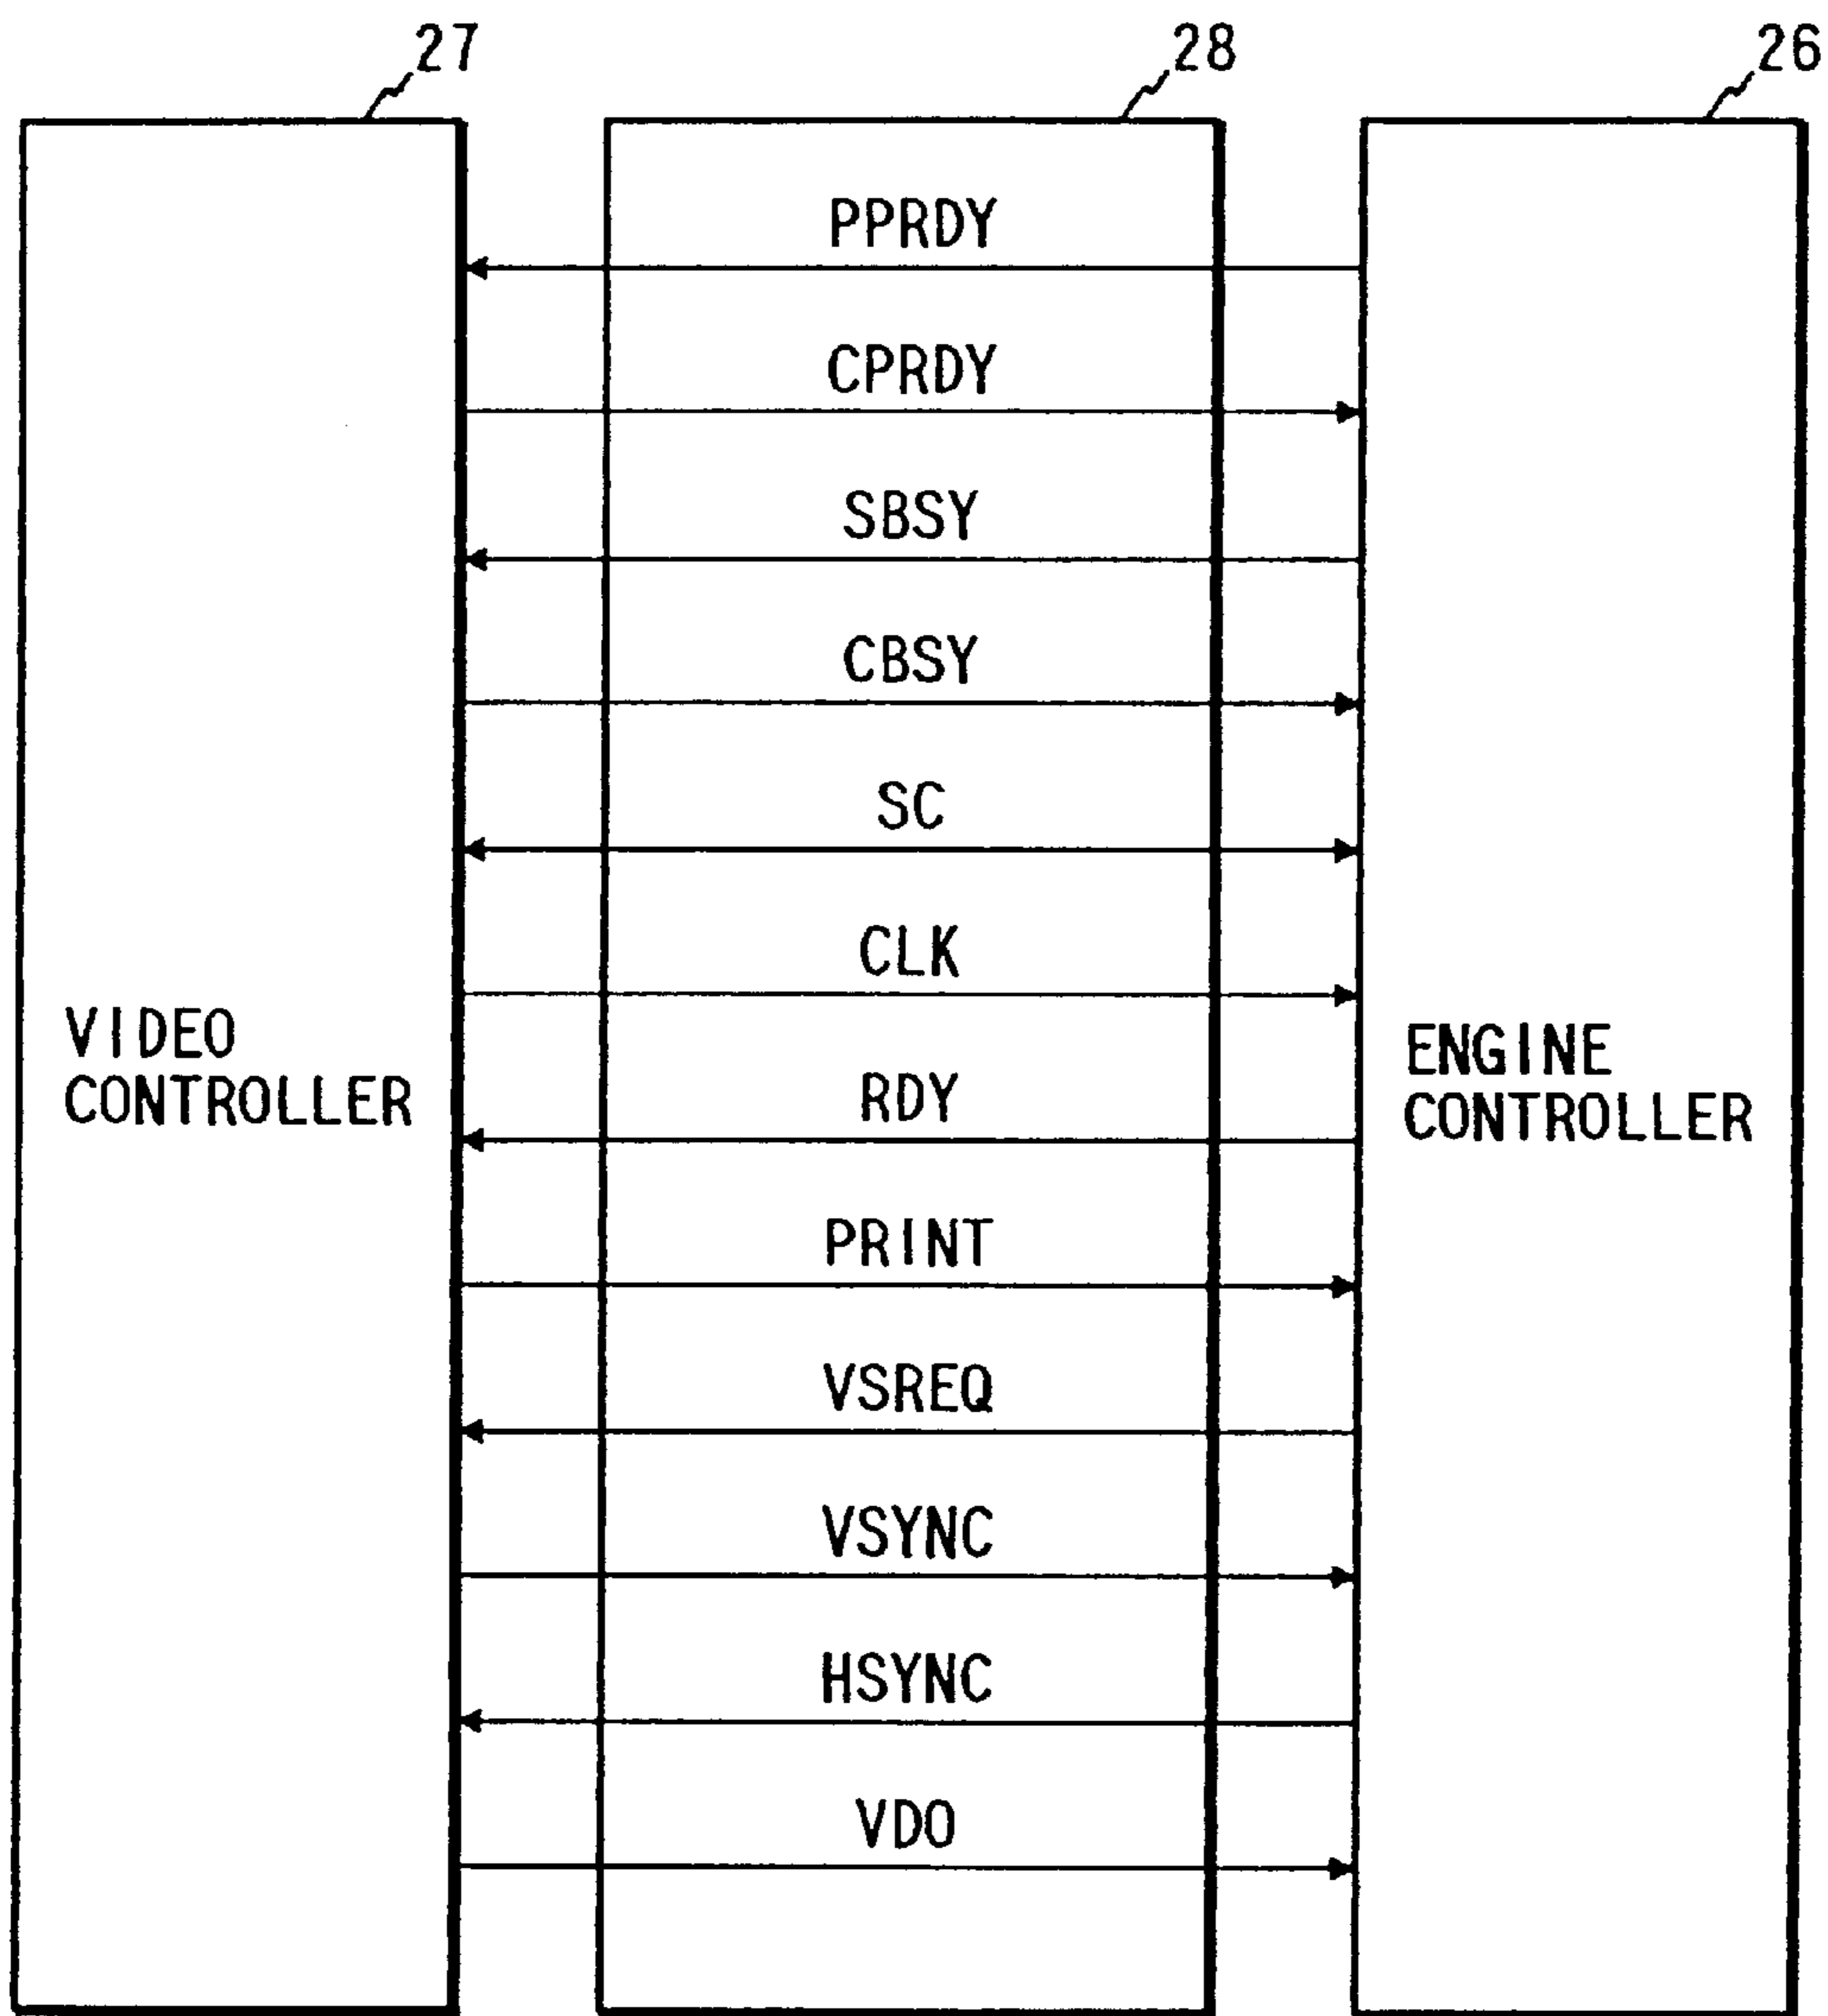 27
28
26
PPRDY
CPRDY
SBSY
CBSY
SC
CLK
VIDEO
CONTROLLER
RDY
ENGINE
CONTROLLER
PRINT
VSREQ
VSYNC
HSYNC
VDO